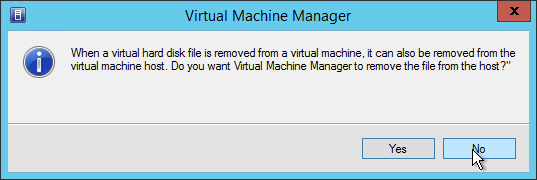 Virtual Machine Manager
x
When a virtual hard disk file is removed from a virtual machine, it can also be removed from the
virtual machine host. Do you want Virtual Machine Manager to remove the file from the host?"
Yes
No